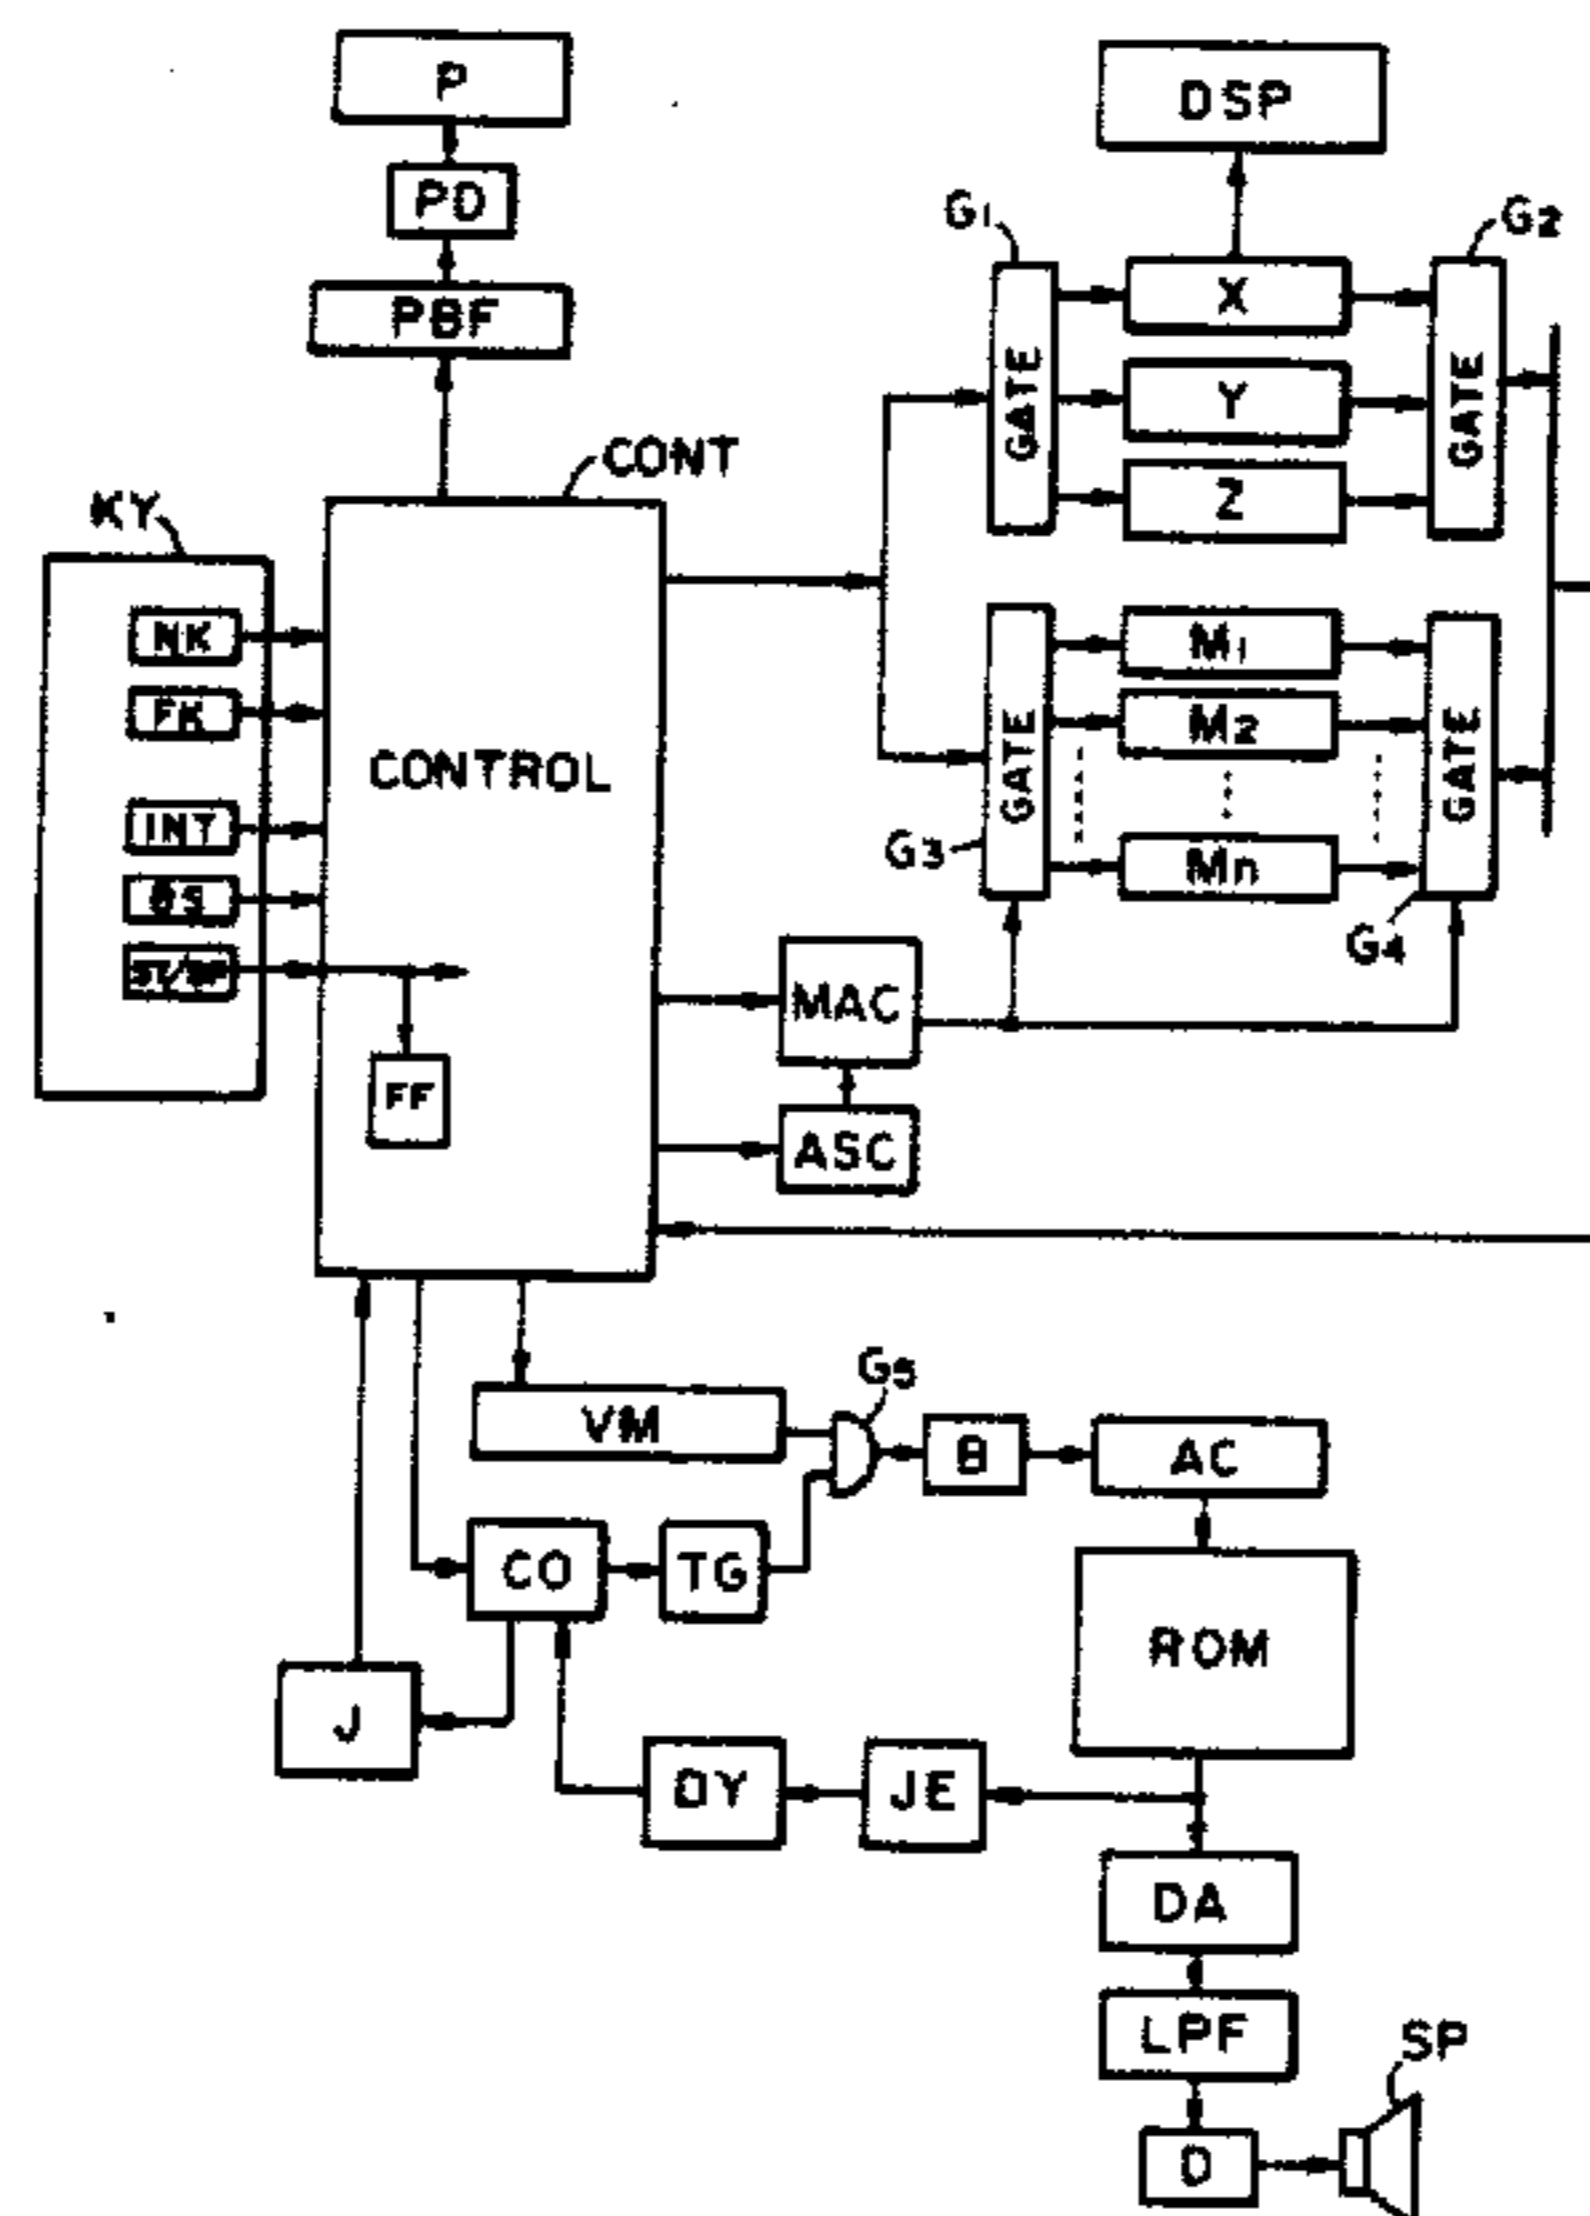 P
DSP
PD
G1
G2
PBF
X
Y
Z
GATE
GATE
CONT
KY
NK
FK
INT
M1
M2
Mn
GATE
GATE
CONTROL
G3
G4
MAC
FF
ASC
G5
VM
B
AC
CO
TG
ROM
J
JE
DA
LPF
SP